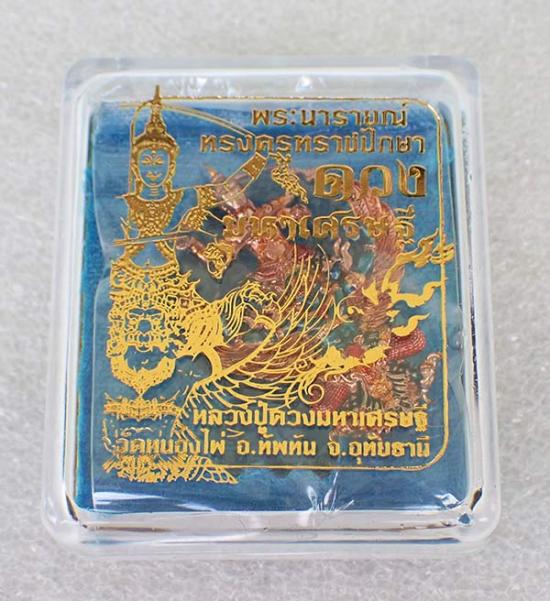 พระนารายณ์
ทรงครุฑราชปักษา
๑๐๘
มหาเศรษฐี
หลวงปู่ดวงมหาเศรษฐี
วัดหนองไผ่ อ.ทัพทัน จ.อุทัยธานี